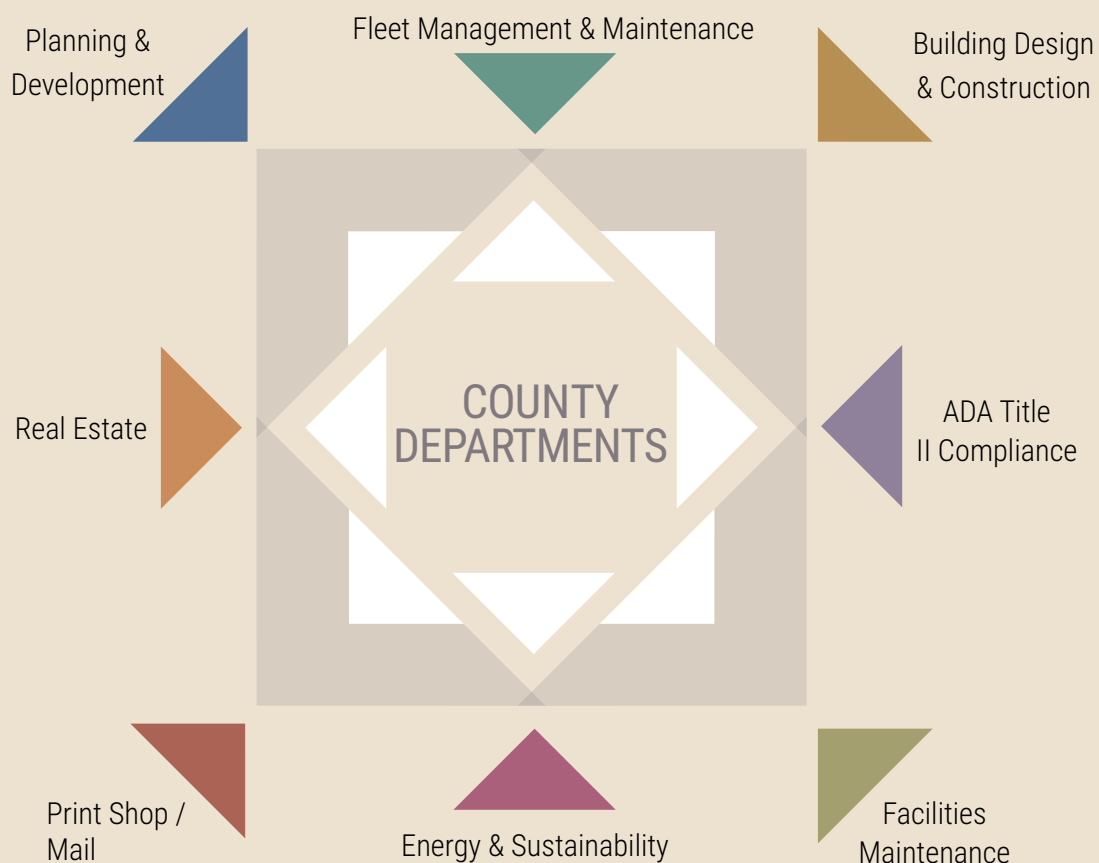 Fleet Management & Maintenance
Planning &
Development
Building Design
& Construction
Real Estate
COUNTY
DEPARTMENTS
ADA Title
II Compliance
Print Shop /
Mail
Energy & Sustainability
Facilities
Maintenance